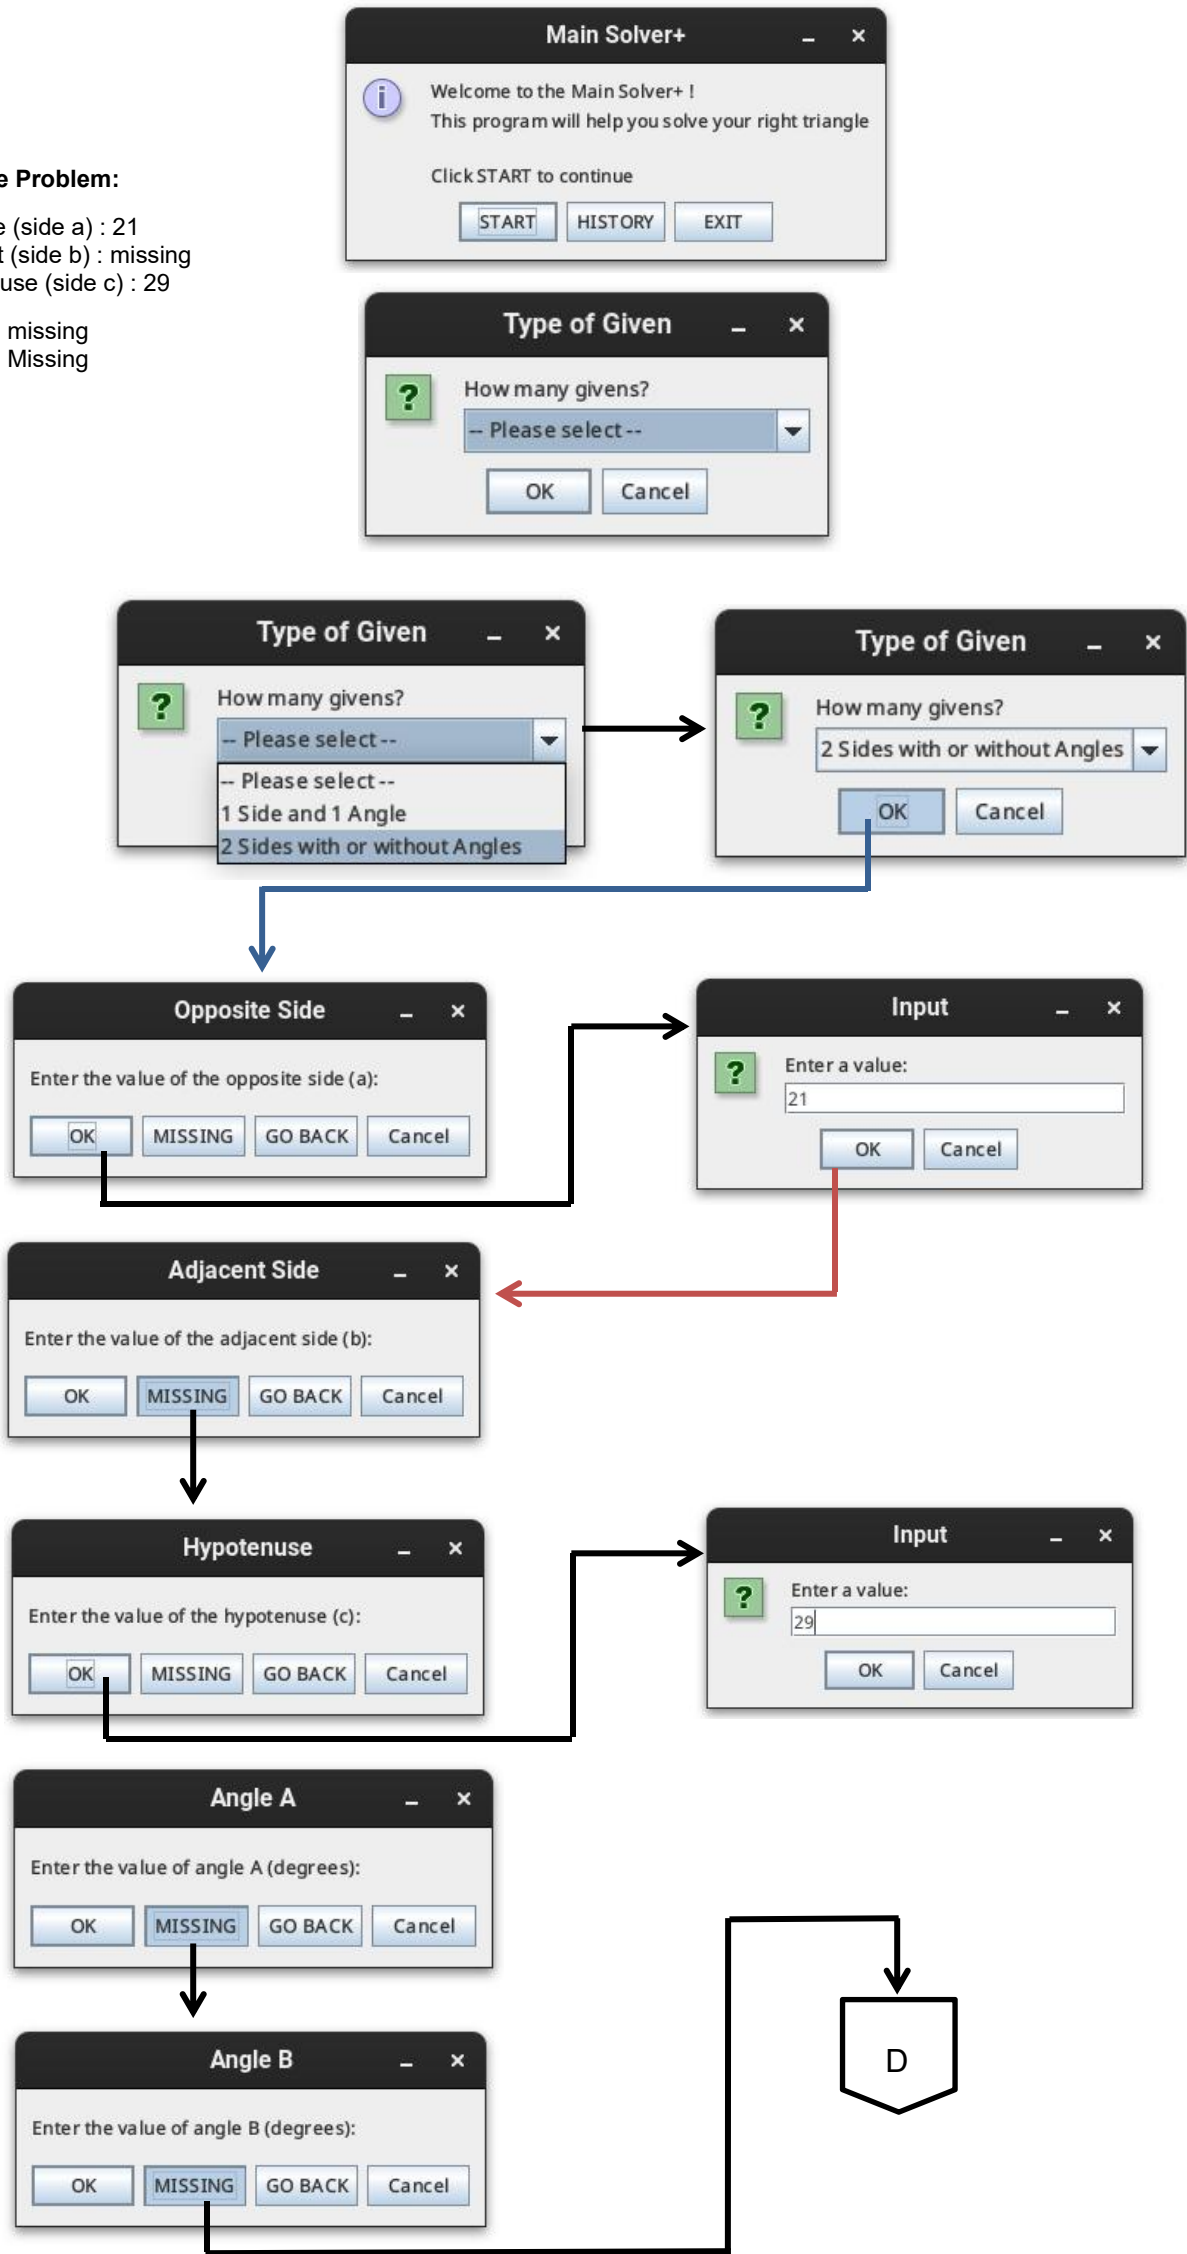 Main Solver+
Welcome to the Main Solver+ !
This program will help you solve your right triangle
Click START to continue
START HISTORY EXIT
Problem:
(side a) : 21
(side b) : missing
(side c) : 29
missing
Missing
Type of Given
How many givens?
-- Please select --
OK Cancel
Type of Given
How many givens?
-- Please select --
-- Please select --
1 Side and 1 Angle
2 Sides with or without Angles
Type of Given
How many givens?
2 Sides with or without Angles
OK Cancel
Opposite Side
Enter the value of the opposite side (a):
OK MISSING GO BACK Cancel
Input
Enter a value:
21
OK Cancel
Adjacent Side
Enter the value of the adjacent side (b):
OK MISSING GO BACK Cancel
Hypotenuse
Enter the value of the hypotenuse (c):
OK MISSING GO BACK Cancel
Input
Enter a value:
29
OK Cancel
Angle A
Enter the value of angle A (degrees):
OK MISSING GO BACK Cancel
Angle B
Enter the value of angle B (degrees):
OK MISSING GO BACK Cancel
D